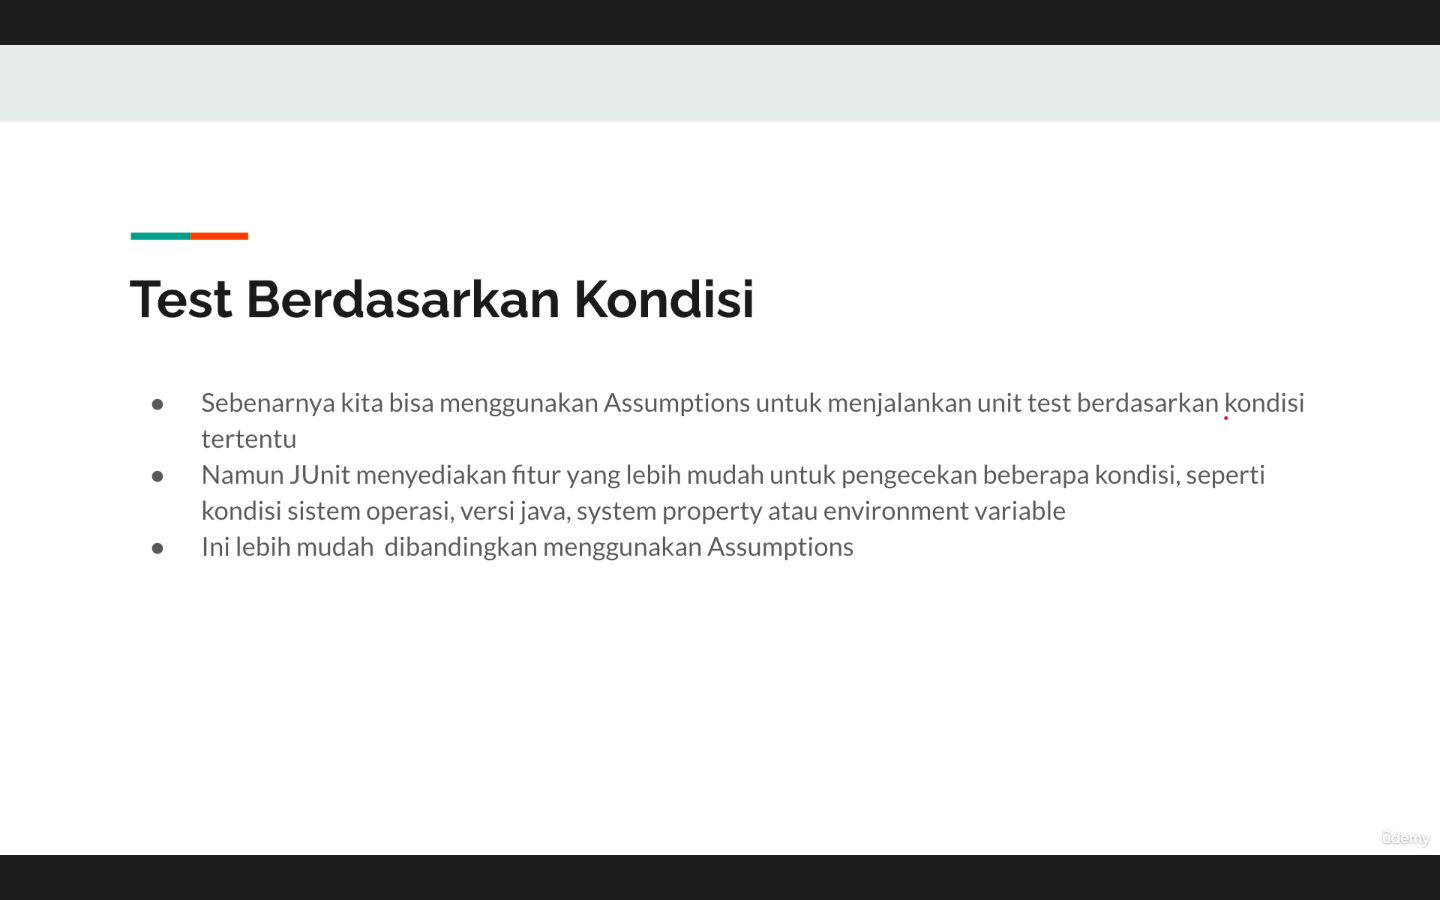 Test Berdasarkan Kondisi
● Sebenarnya kita bisa menggunakan Assumptions untuk menjalankan unit test berdasarkan kondisi
tertentu
● Namun JUnit menyediakan fitur yang lebih mudah untuk pengecekan beberapa kondisi, seperti
kondisi sistem operasi, versi java, system property atau environment variable
● Ini lebih mudah  dibandingkan menggunakan Assumptions
ûdemy